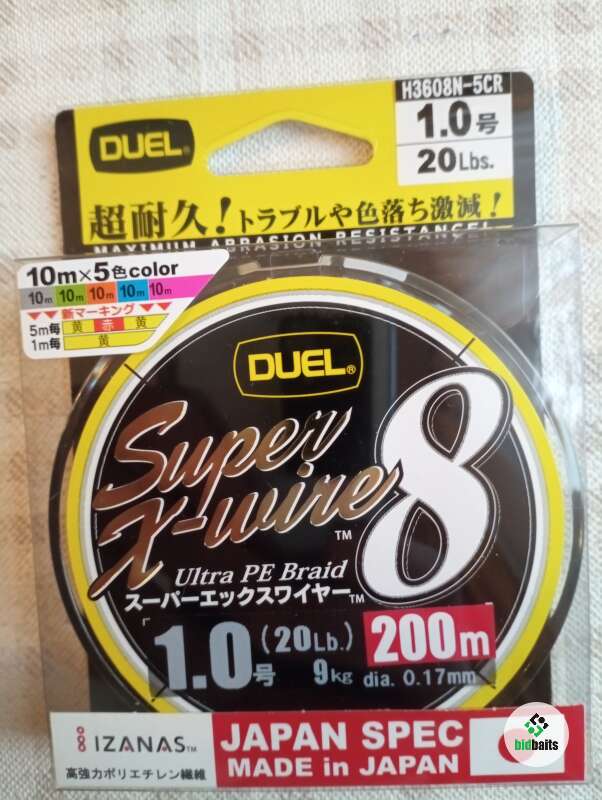 H3608N-5CR
DUEL®
1.0号
20Lbs.
超耐久!トラブルや色落ち激減!
MAXIMUM ABRASION RESISTANCE!
10m×5色color
10m 10m 10m 10m 10m
新マーキング
5m毎 黄 赤 黄
1m毎 黄
DUEL®
Super
X-wire 8
TM
Ultra PE Braid
スーパーエックスワイヤー™
1.0号 (20Lb.) 200m
9kg dia. 0.17mm
IZANAS™
高強力ポリエチレン繊維
JAPAN SPEC
MADE in JAPAN
bidbaits